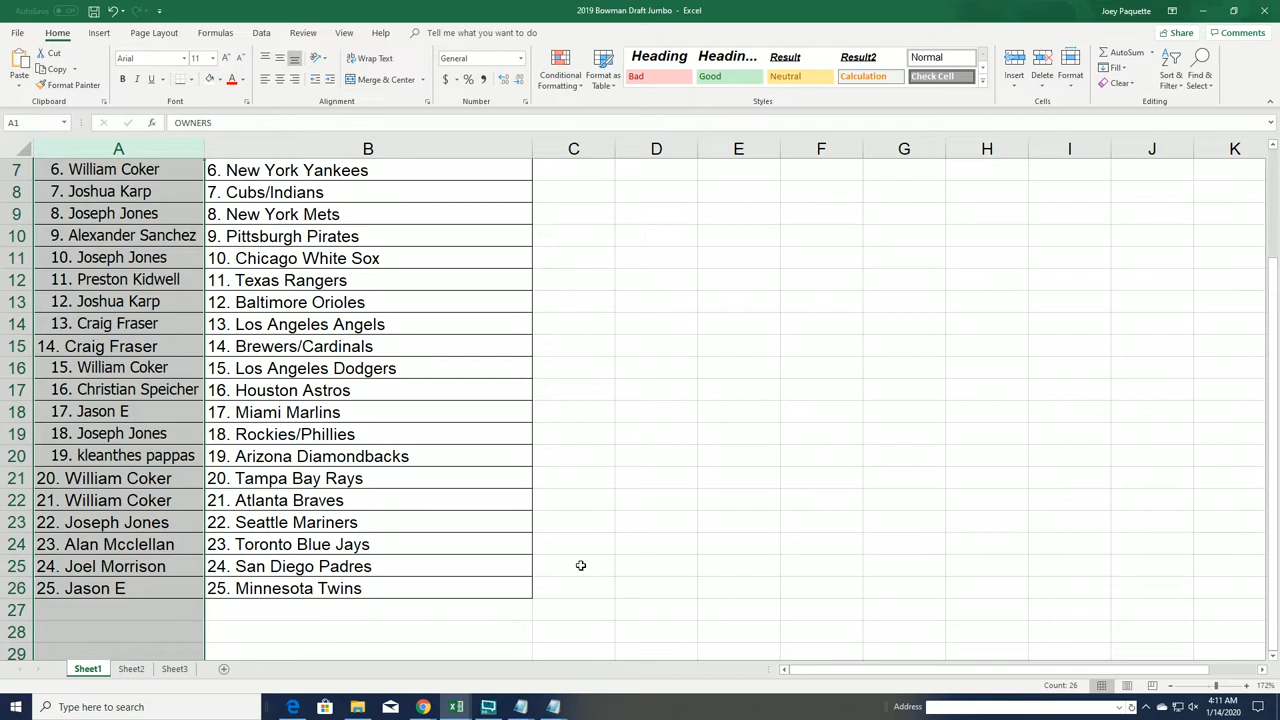 AutoSave Off 2019 Bowman Draft Jumbo - Excel Joey Paquette
File Home Insert Page Layout Formulas Data Review View Help Tell me what you want to do Share Comments
Paste Cut Copy Format Painter Clipboard
Arial 11 B I U Font
Wrap Text Merge & Center Alignment
General $ % , Number
Conditional Formatting Format as Table
Heading Headin... Result Result2 Normal
Bad Good Neutral Calculation Check Cell
Styles
Insert Delete Format Cells
AutoSum Fill Clear Sort & Filter Find & Select Editing
A1 fx OWNERS
A B C D E F G H I J K
7 6. William Coker 6. New York Yankees
8 7. Joshua Karp 7. Cubs/Indians
9 8. Joseph Jones 8. New York Mets
10 9. Alexander Sanchez 9. Pittsburgh Pirates
11 10. Joseph Jones 10. Chicago White Sox
12 11. Preston Kidwell 11. Texas Rangers
13 12. Joshua Karp 12. Baltimore Orioles
14 13. Craig Fraser 13. Los Angeles Angels
15 14. Craig Fraser 14. Brewers/Cardinals
16 15. William Coker 15. Los Angeles Dodgers
17 16. Christian Speicher 16. Houston Astros
18 17. Jason E 17. Miami Marlins
19 18. Joseph Jones 18. Rockies/Phillies
20 19. kleanthes pappas 19. Arizona Diamondbacks
21 20. William Coker 20. Tampa Bay Rays
22 21. William Coker 21. Atlanta Braves
23 22. Joseph Jones 22. Seattle Mariners
24 23. Alan Mcclellan 23. Toronto Blue Jays
25 24. Joel Morrison 24. San Diego Padres
26 25. Jason E 25. Minnesota Twins
27
28
29
Sheet1 Sheet2 Sheet3
Count: 26 172%
Type here to search Address 4:11 AM
1/14/2020